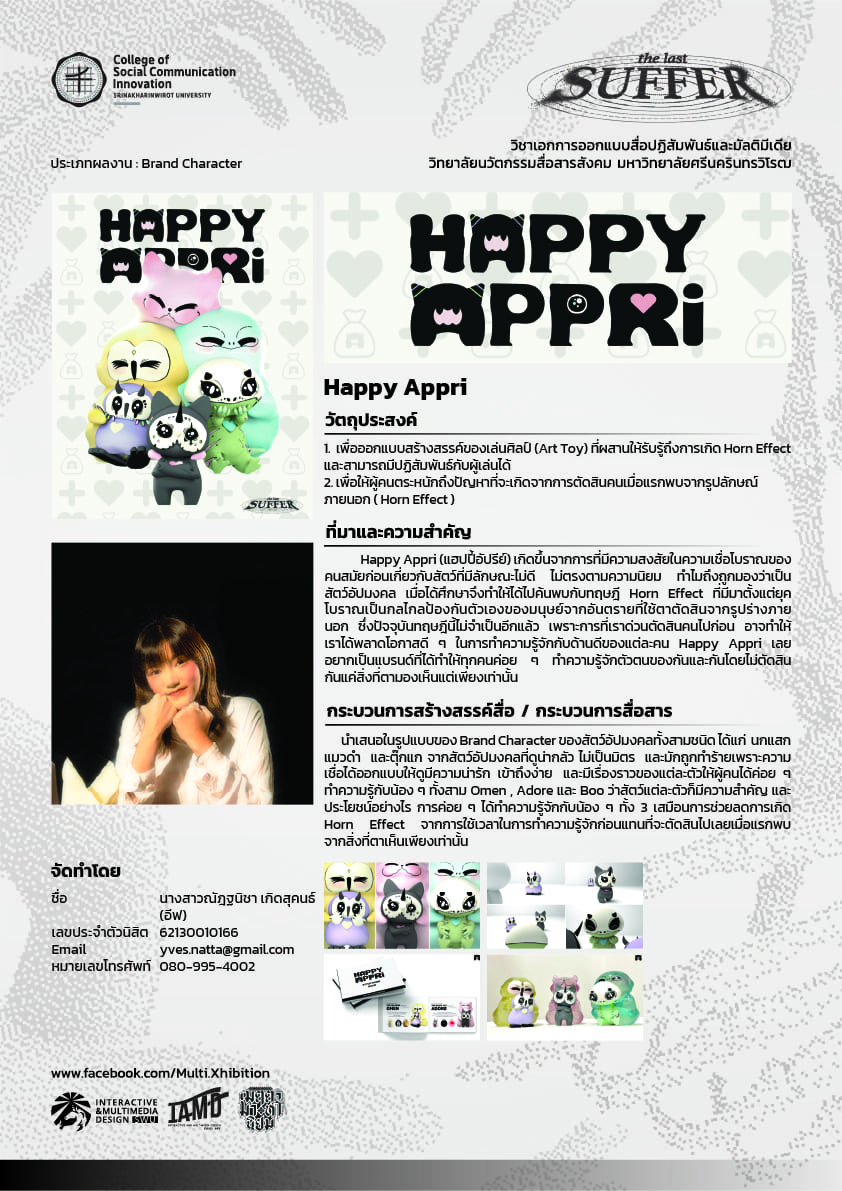 College of
Social Communication
Innovation
SRINAKHARINWIROT UNIVERSITY
the last
SUFFER
วิชาเอกการออกแบบสื่อปฏิสัมพันธ์และมัลติมีเดีย
ประเภทผลงาน : Brand Character
วิทยาลัยนวัตกรรมสื่อสารสังคม มหาวิทยาลัยศรีนครินทรวิโรฒ
HAPPY
APPRi
the last
SUFFER
HAPPY
APPRi
Happy Appri
วัตถุประสงค์
1. เพื่อออกแบบสร้างสรรค์ของเล่นศิลป์ (Art Toy) ที่ผสานให้รับรู้ถึงการเกิด Horn Effect
และสามารถมีปฏิสัมพันธ์กับผู้เล่นได้
2. เพื่อให้ผู้คนตระหนักถึงปัญหาที่จะเกิดจากการตัดสินคนเมื่อแรกพบจากรูปลักษณ์
ภายนอก ( Horn Effect )
ที่มาและความสำคัญ
Happy Appri (แฮปปี้อัปรีย์) เกิดขึ้นจากการที่มีความสงสัยในความเชื่อโบราณของ
คนสมัยก่อนเกี่ยวกับสัตว์ที่มีลักษณะไม่ดี ไม่ตรงตามความนิยม ทำไมถึงถูกมองว่าเป็น
สัตว์อัปมงคล เมื่อได้ศึกษาจึงทำให้ได้ไปค้นพบกับทฤษฎี Horn Effect ที่มีมาตั้งแต่ยุค
โบราณเป็นกลไกลป้องกันตัวเองของมนุษย์จากอันตรายที่ใช้ตาตัดสินจากรูปร่างภาย
นอก ซึ่งปัจจุบันทฤษฎีนี้ไม่จำเป็นอีกแล้ว เพราะการที่เราด่วนตัดสินคนไปก่อน อาจทำให้
เราได้พลาดโอกาสดี ๆ ในการทำความรู้จักกับด้านดีของแต่ละคน Happy Appri เลย
อยากเป็นแบรนด์ที่ได้ทำให้ทุกคนค่อย ๆ ทำความรู้จักตัวตนของกันและกันโดยไม่ตัดสิน
กันแค่สิ่งที่ตามองเห็นแต่เพียงเท่านั้น
กระบวนการสร้างสรรค์สื่อ / กระบวนการสื่อสาร
นำเสนอในรูปแบบของ Brand Character ของสัตว์อัปมงคลทั้งสามชนิด ได้แก่ นกแสก
แมวดำ และตุ๊กแก จากสัตว์อัปมงคลที่ดูน่ากลัว ไม่เป็นมิตร และมักถูกทำร้ายเพราะความ
เชื่อได้ออกแบบให้ดูมีความน่ารัก เข้าถึงง่าย และมีเรื่องราวของแต่ละตัวให้ผู้คนได้ค่อย ๆ
ทำความรู้จักกับน้อง ๆ ทั้งสาม Omen , Adore และ Boo ว่าสัตว์แต่ละตัวก็มีความสำคัญ และ
ประโยชน์อย่างไร การค่อย ๆ ได้ทำความรู้จักกับน้อง ๆ ทั้ง 3 เสมือนการช่วยลดการเกิด
Horn Effect จากการใช้เวลาในการทำความรู้จักก่อนแทนที่จะตัดสินไปเลยเมื่อแรกพบ
จากสิ่งที่ตาเห็นเพียงเท่านั้น
จัดทำโดย
ชื่อ นางสาวณัฎฐนิชา เกิดสุคนธ์
(อีฟ)
เลขประจำตัวนิสิต 62130010166
Email yves.natta@gmail.com
หมายเลขโทรศัพท์ 080-995-4002
HAPPY
APPRi
OMEN
ADORE
www.facebook.com/Multi.Xhibition
INTERACTIVE
&MULTIMEDIA
DESIGN SWU
IAMD